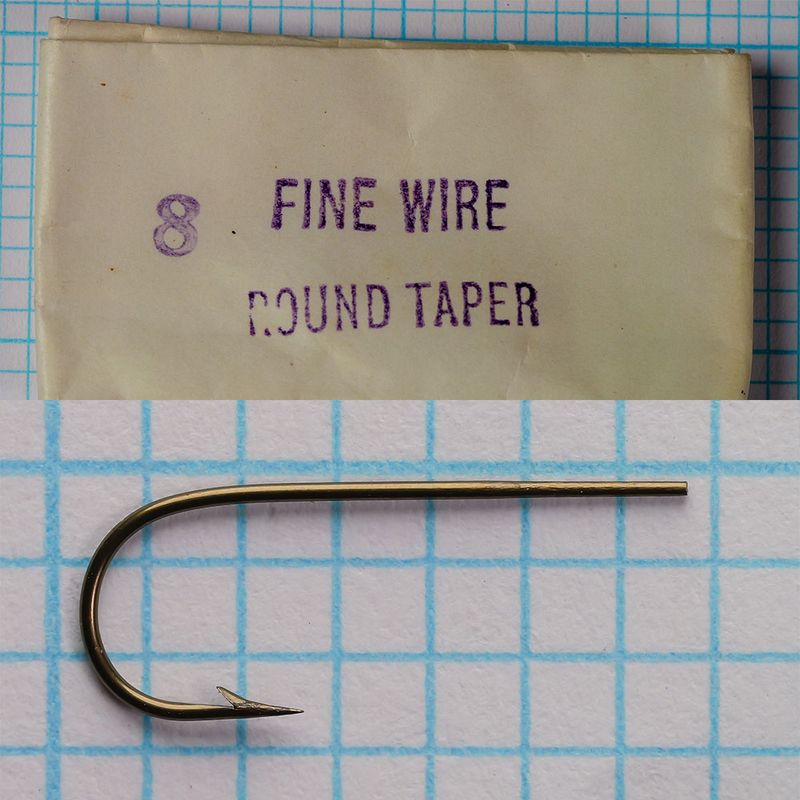 8 FINE WIRE
ROUND TAPER